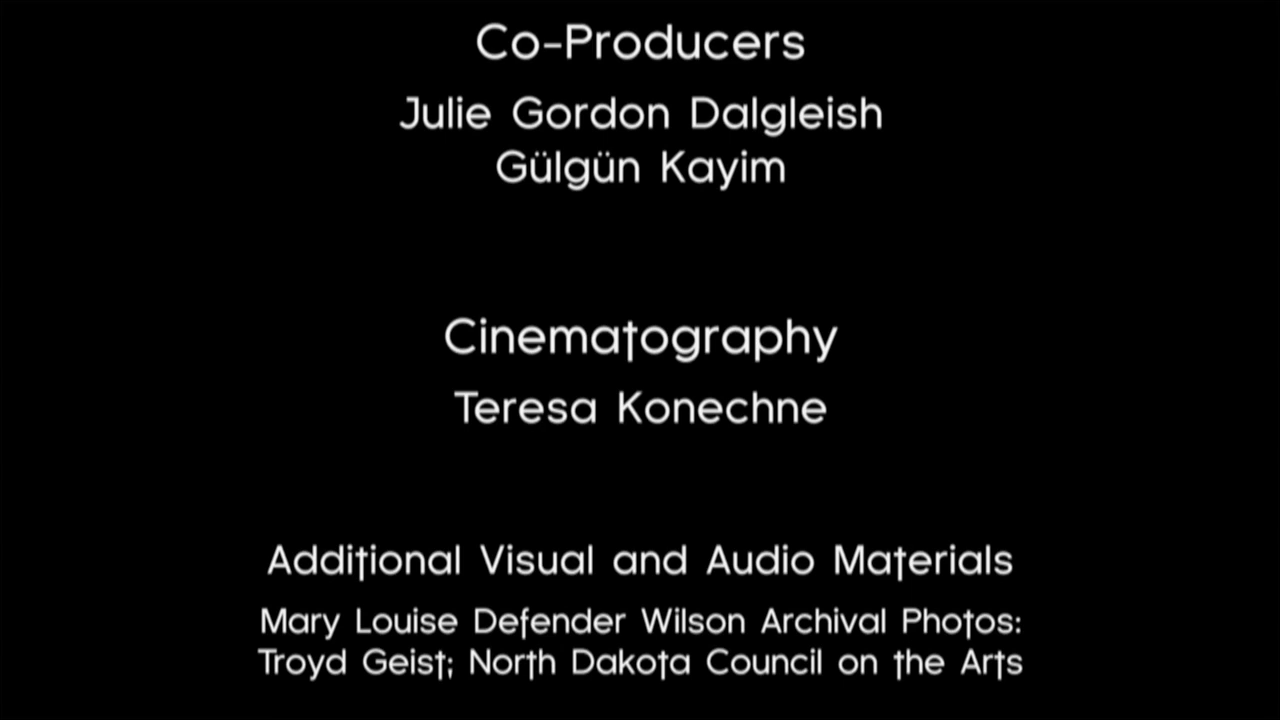 Co-Producers
Julie Gordon Dalgleish
Gülgün Kayim
Cinematography
Teresa Konechne
Additional Visual and Audio Materials
Mary Louise Defender Wilson Archival Photos:
Troyd Geist; North Dakota Council on the Arts